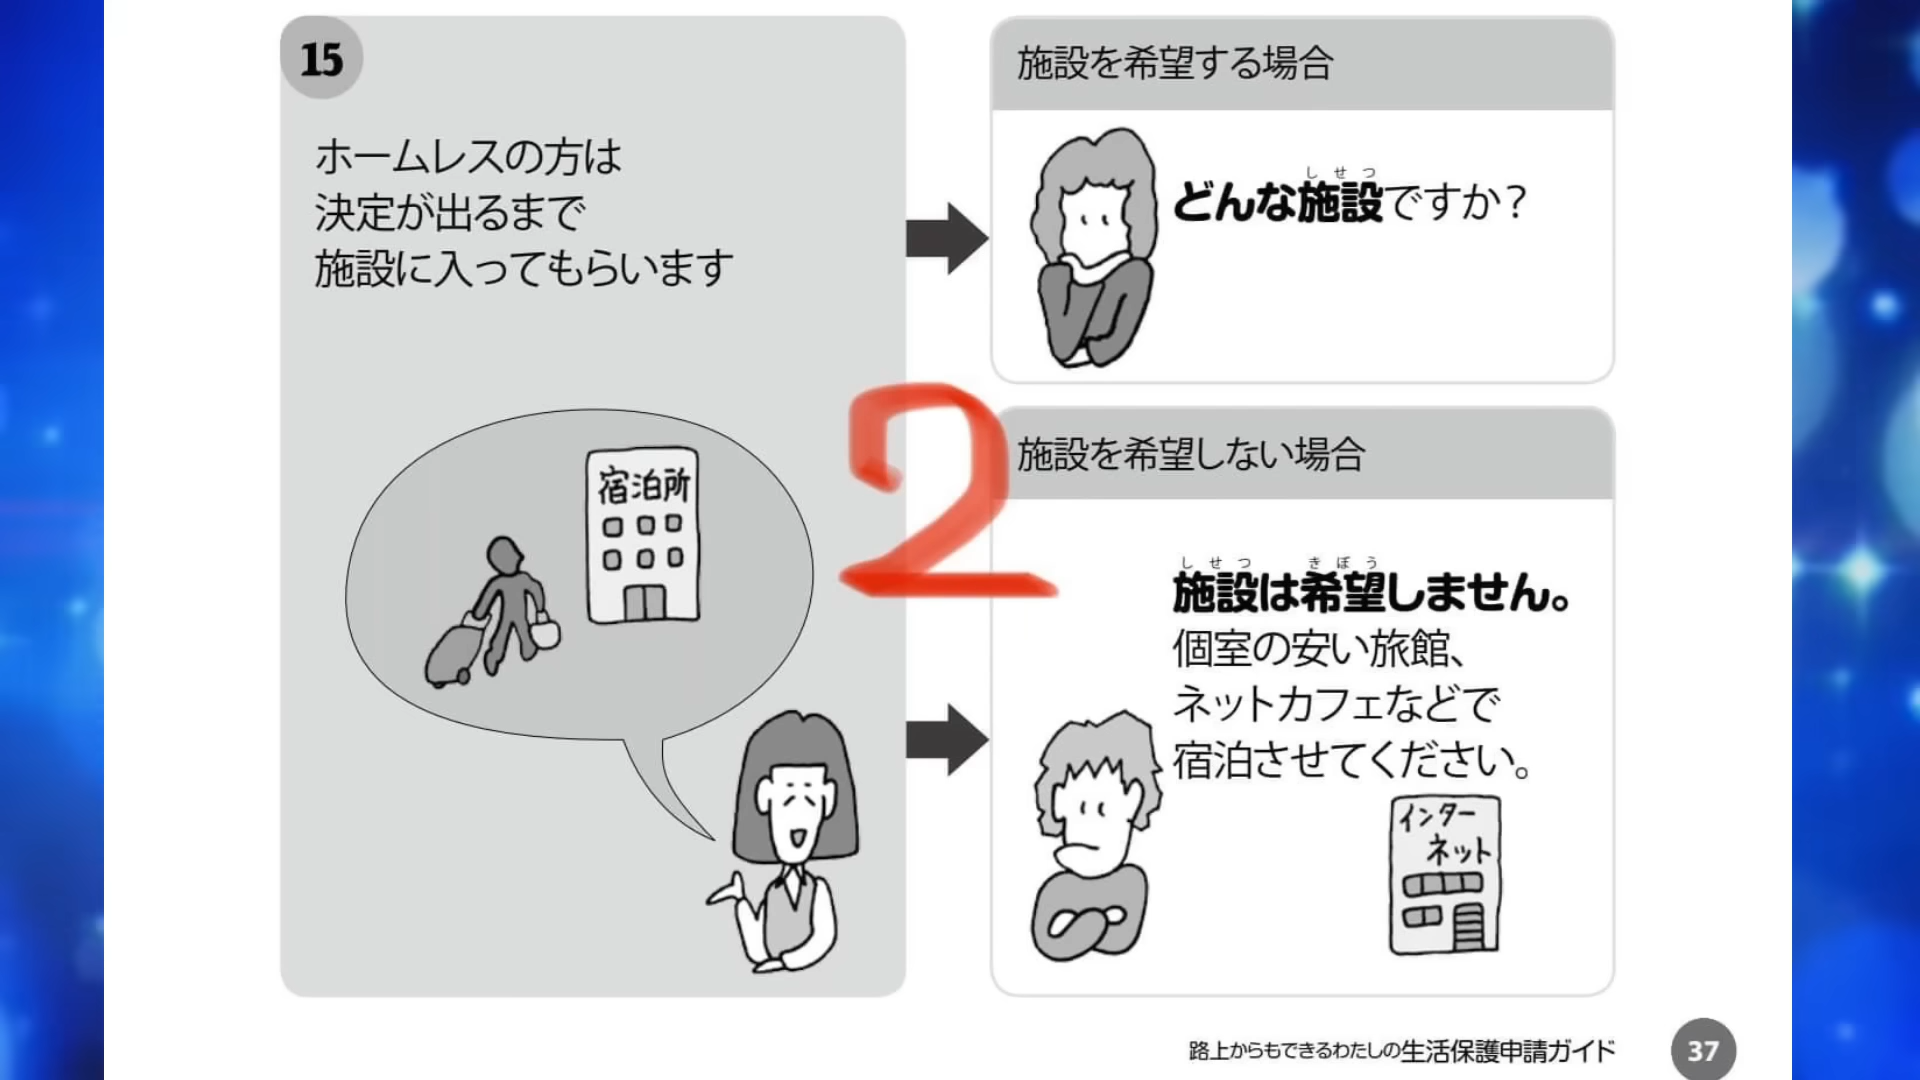 15
ホームレスの方は
決定が出るまで
施設に入ってもらいます
宿泊所
施設を希望する場合
しせつ
どんな施設ですか？
2
施設を希望しない場合
しせつ きぼう
施設は希望しません。
個室の安い旅館、
ネットカフェなどで
宿泊させてください。
インター
ネット
路上からもできるわたしの生活保護申請ガイド
37